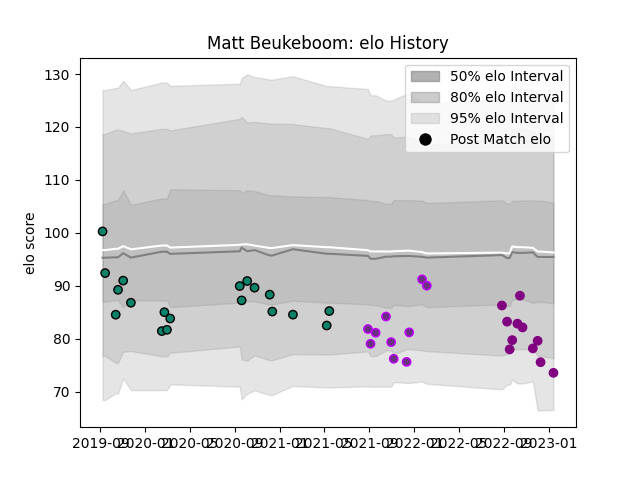 Matt Beukeboom: elo History
130
120
110
100
90
80
70
elo score
50% elo Interval
80% elo Interval
95% elo Interval
Post Match elo
2019-09 2020-01 2020-05 2020-09 2021-01 2021-05 2021-09 2022-01 2022-05 2022-09 2023-01